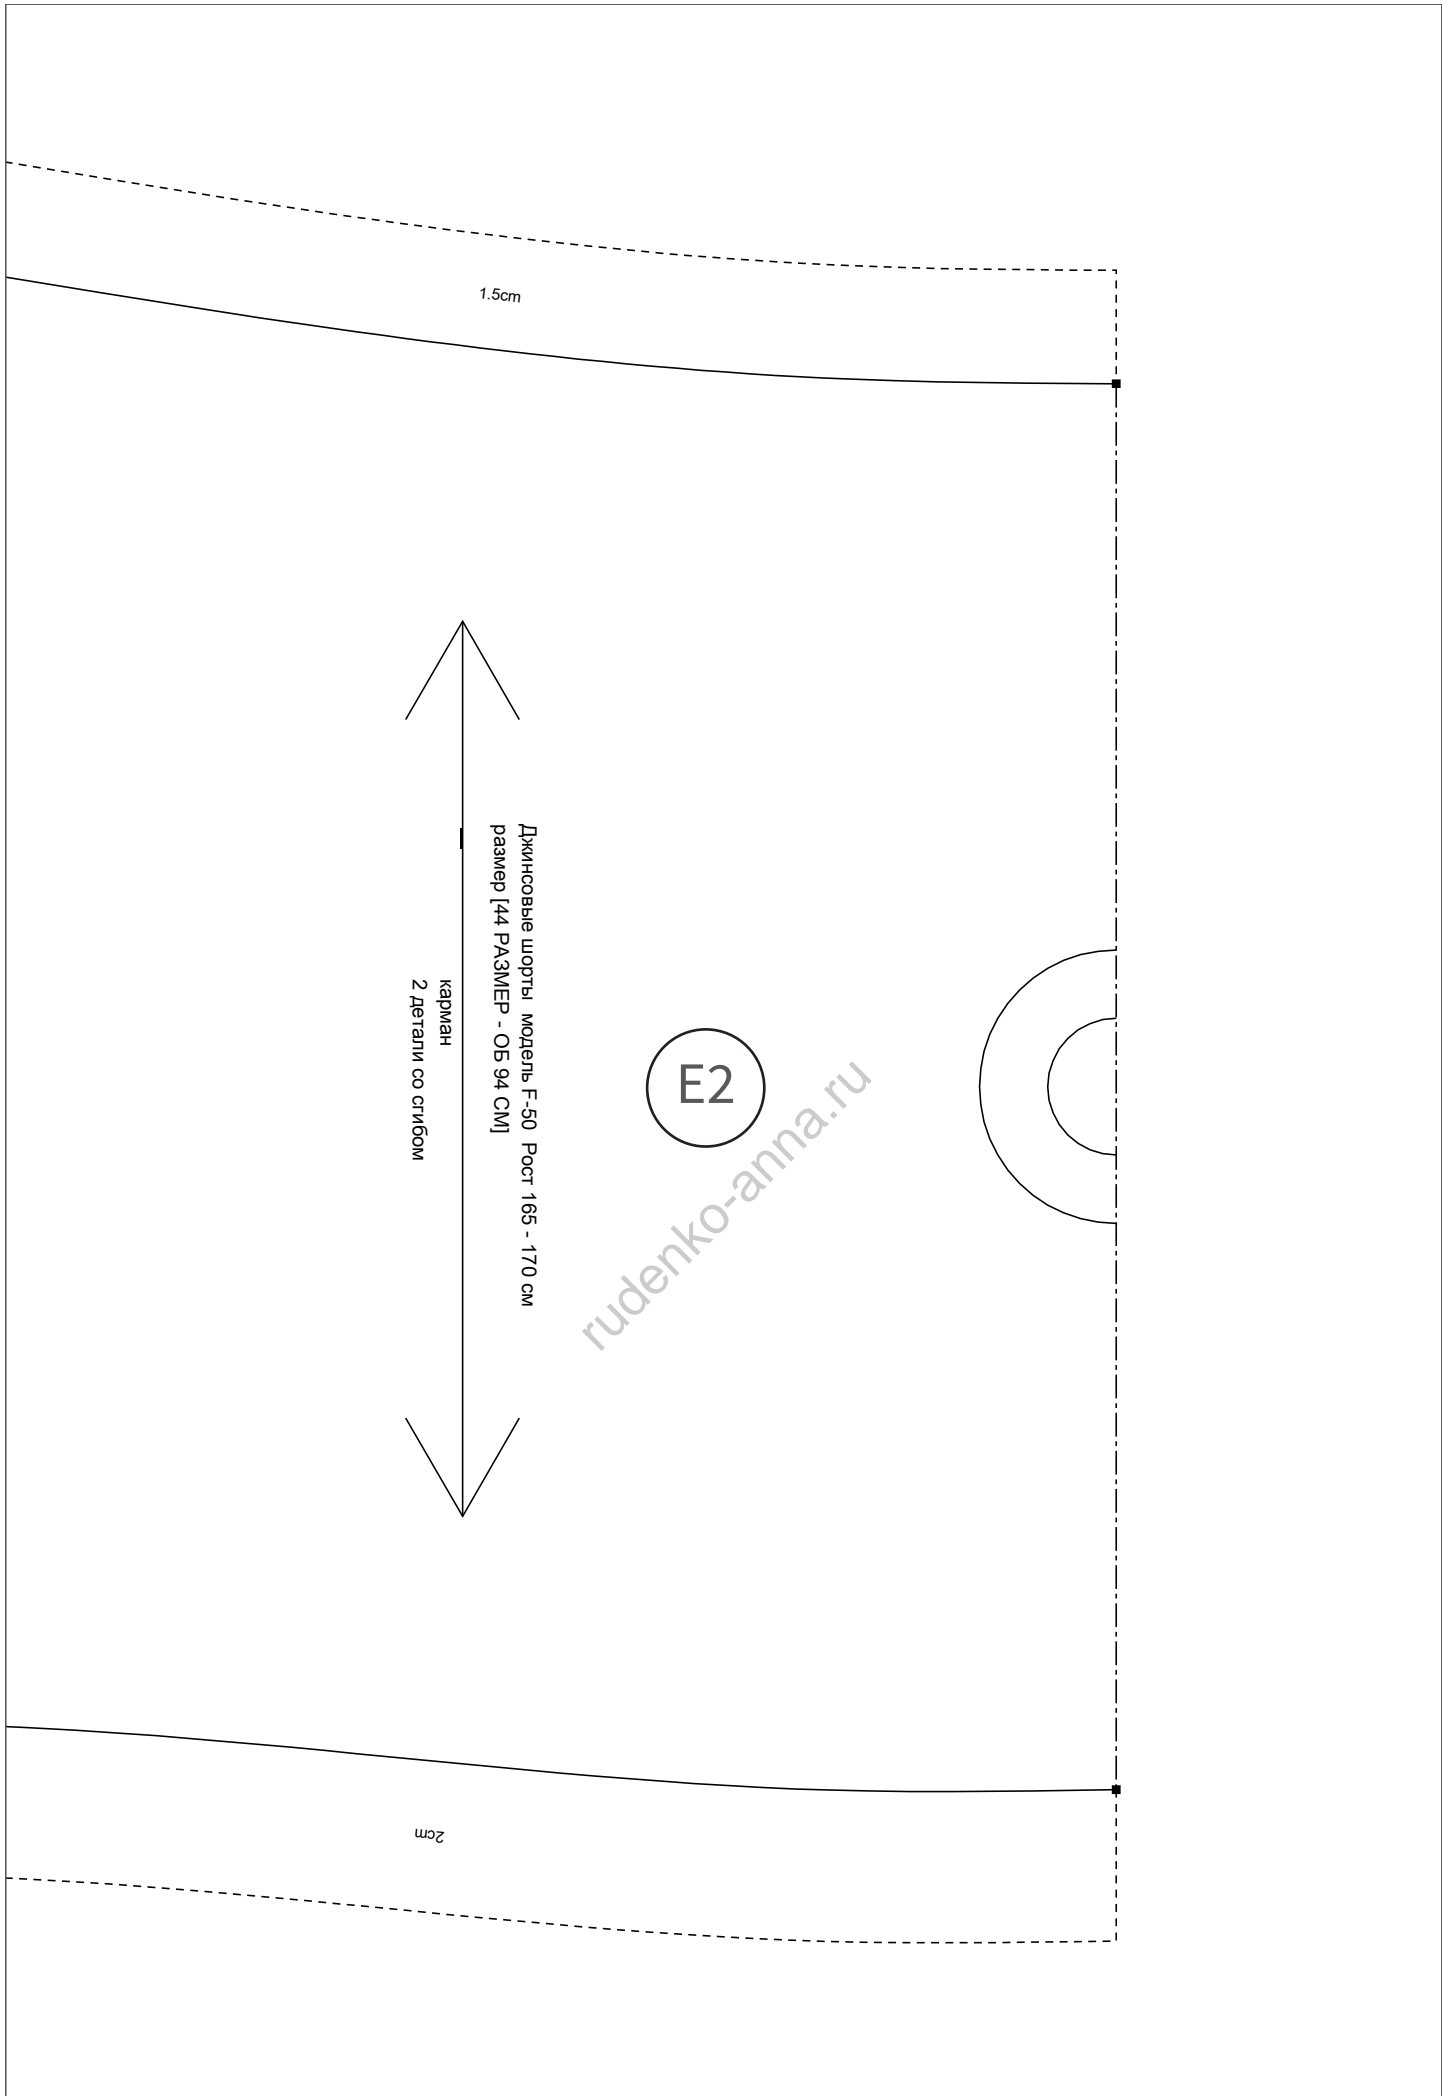 1.5cm
Джинсовые шорты модель F-50 Рост 165 - 170 см
размер [44 РАЗМЕР - ОБ 94 СМ]
карман
2 детали со сгибом
E2
rudenko-anna.ru
2cm